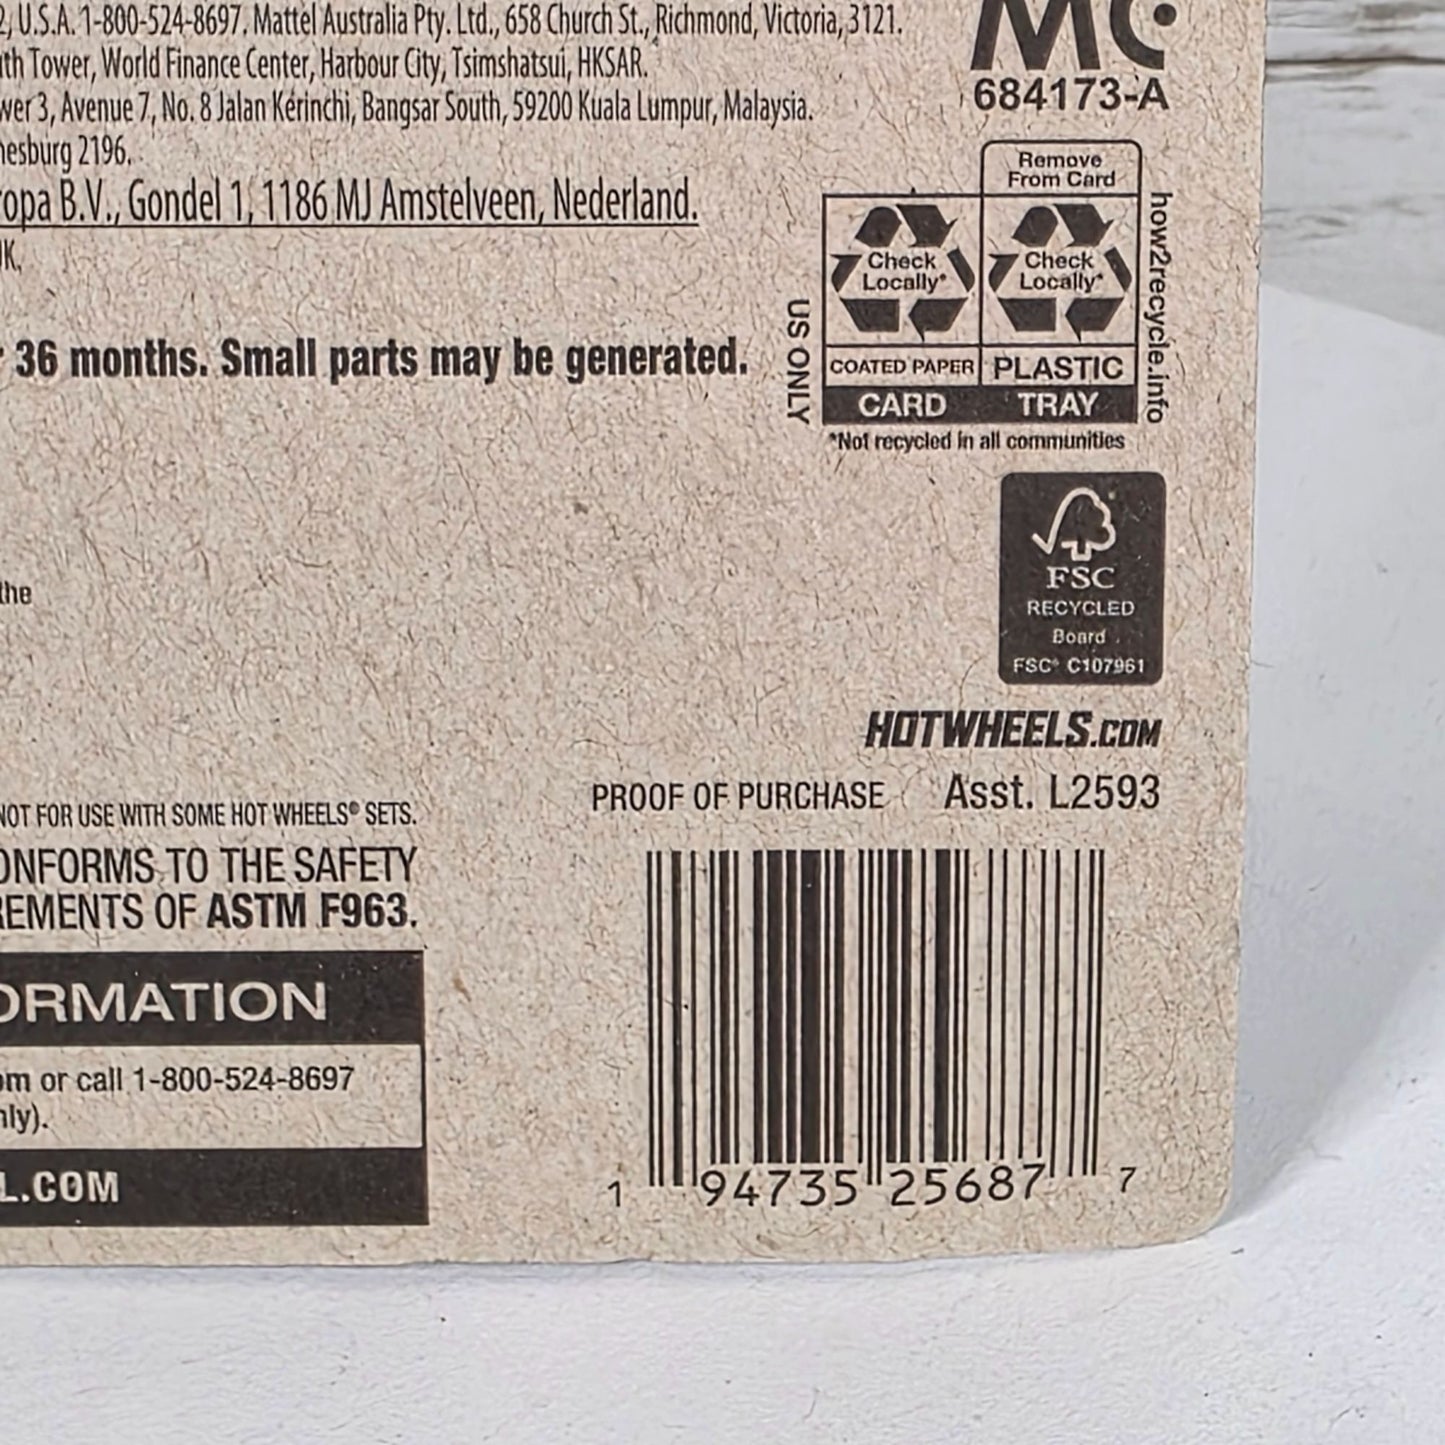 U.S.A. 1-800-524-8697. Mattel Australia Pty. Ltd., 658 Church St., Richmond, Victoria, 3121.
Tower, World Finance Center, Harbour City, Tsimshatsui, HKSAR.
3, Avenue 7, No. 8 Jalan Kerinchi, Bangsar South, 59200 Kuala Lumpur, Malaysia.
nesburg 2196.
ropa B.V., Gondel 1, 1186 MJ Amstelveen, Nederland.
UK.
36 months. Small parts may be generated.
MC
684173-A
Remove
From Card
Check
Locally*
Check
Locally*
COATED PAPER
PLASTIC
CARD
TRAY
US ONLY
how2recycle.info
*Not recycled in all communities
FSC
RECYCLED
Board
FSC® C107961
the
HOTWHEELS.COM
PROOF OF PURCHASE Asst. L2593
NOT FOR USE WITH SOME HOT WHEELS® SETS.
ONFORMS TO THE SAFETY
REMENTS OF ASTM F963.
ORMATION
om or call 1-800-524-8697
nly).
L.COM
1 94735 25687 7